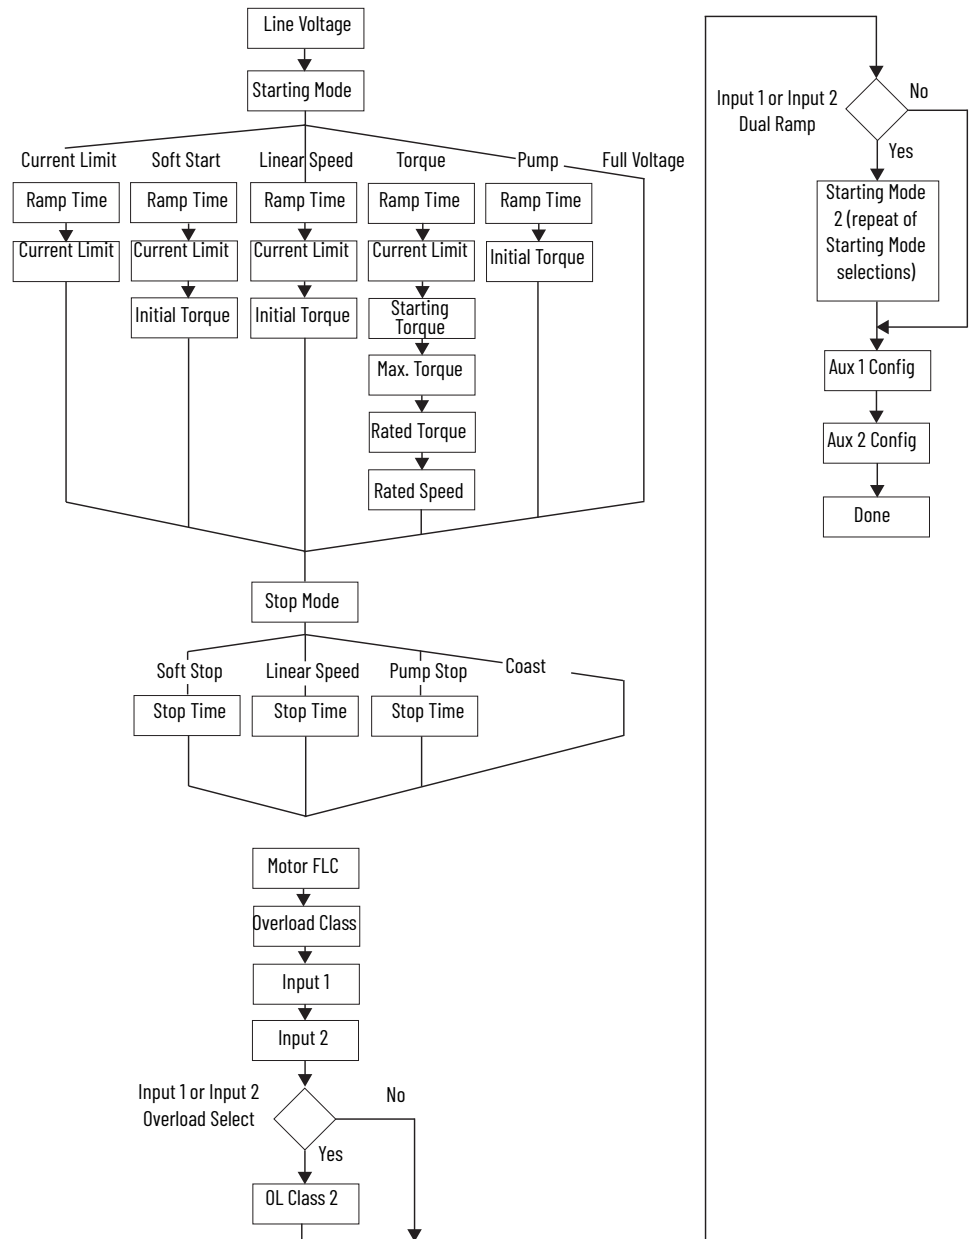 Line Voltage
Starting Mode
Current Limit
Soft Start
Linear Speed
Torque
Pump
Full Voltage
Ramp Time
Ramp Time
Ramp Time
Ramp Time
Ramp Time
Current Limit
Current Limit
Current Limit
Current Limit
Initial Torque
Initial Torque
Initial Torque
Starting
Torque
Max. Torque
Rated Torque
Rated Speed
Stop Mode
Soft Stop
Linear Speed
Pump Stop
Coast
Stop Time
Stop Time
Stop Time
Motor FLC
Overload Class
Input 1
Input 2
Input 1 or Input 2
Overload Select
No
Yes
OL Class 2
Input 1 or Input 2
Dual Ramp
No
Yes
Starting Mode
2 (repeat of
Starting Mode
selections)
Aux 1 Config
Aux 2 Config
Done